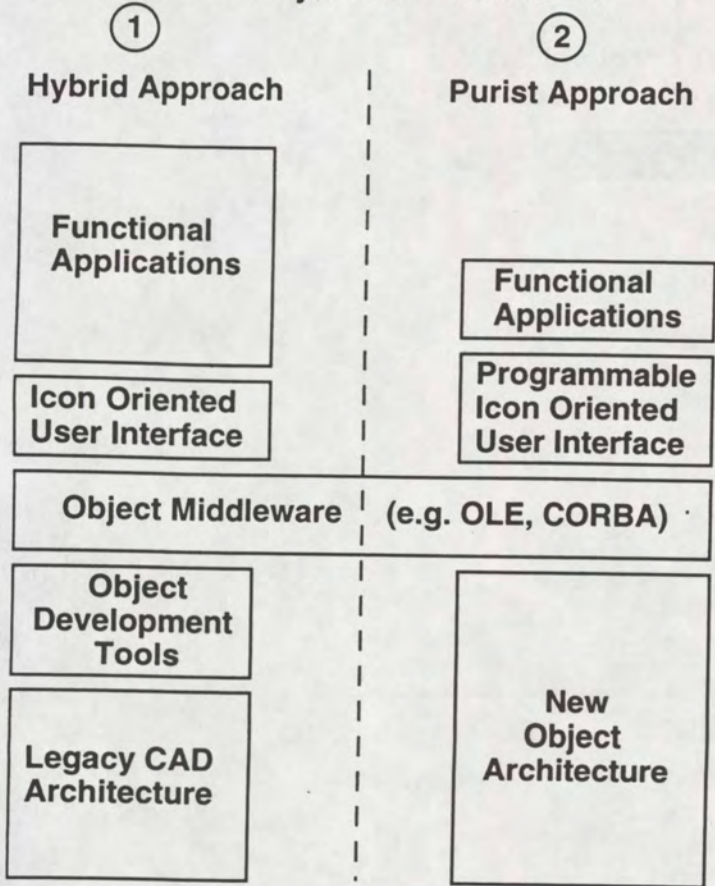 1
Hybrid Approach
Functional
Applications
Icon Oriented
User Interface
Object Middleware (e.g. OLE, CORBA)
Object
Development
Tools
Legacy CAD
Architecture
2
Purist Approach
Functional
Applications
Programmable
Icon Oriented
User Interface
New
Object
Architecture